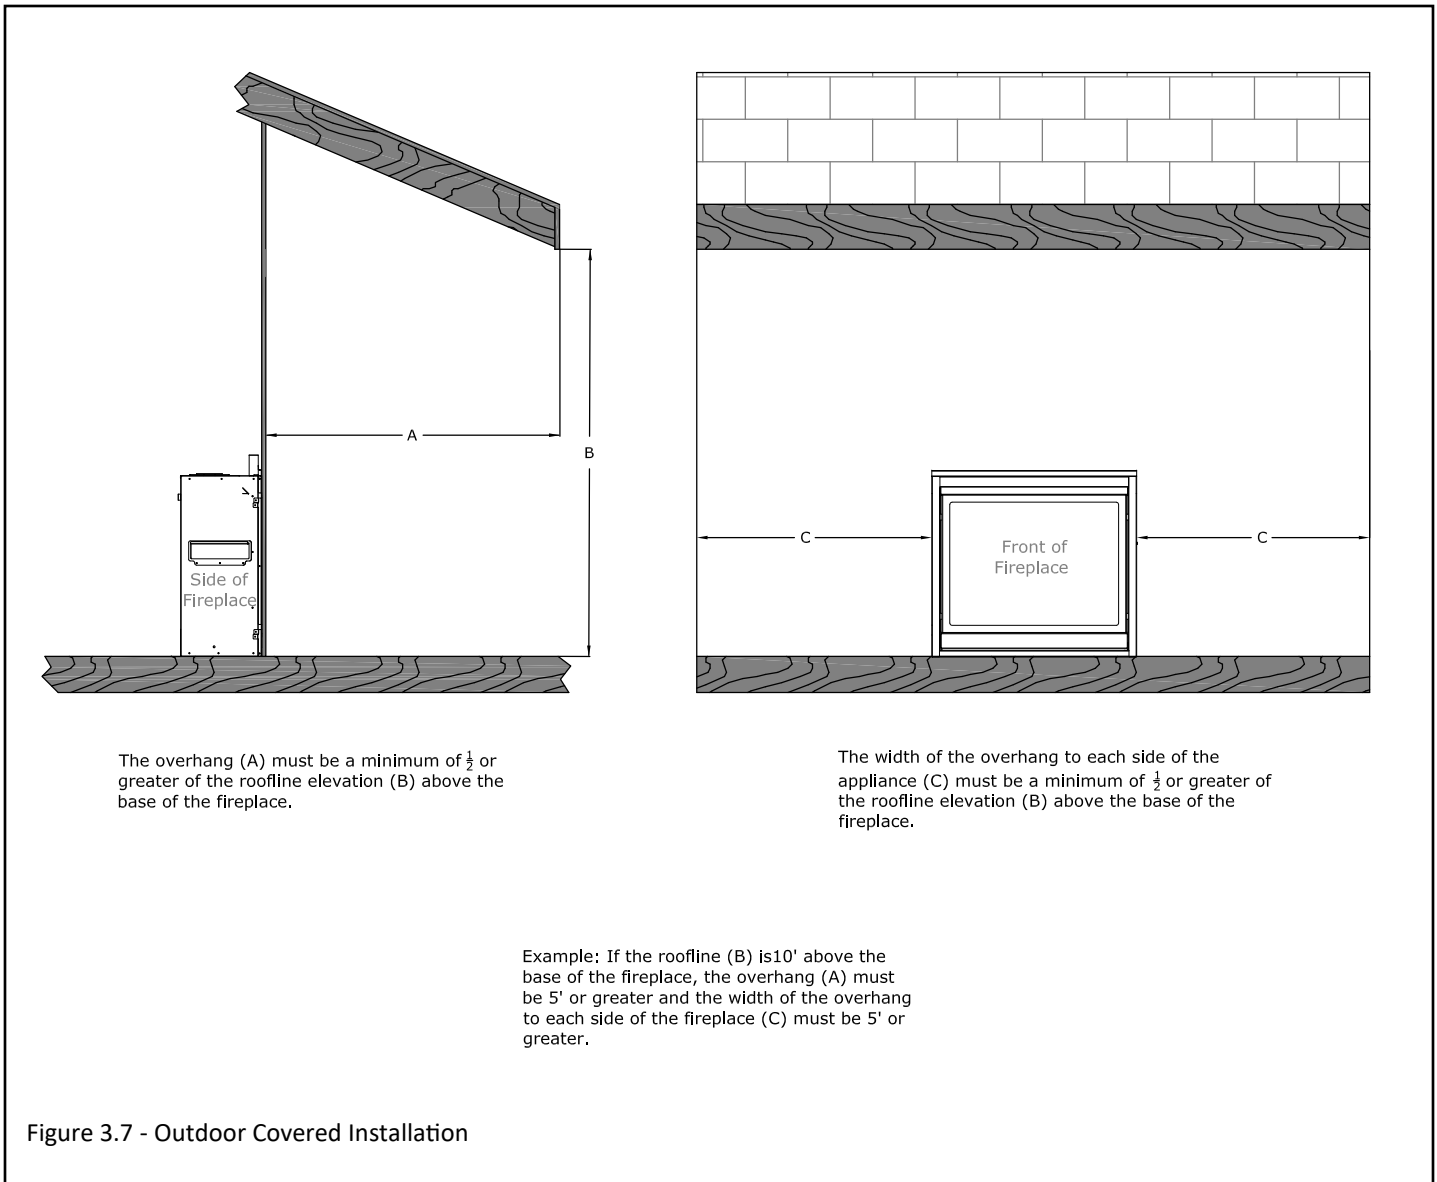 A
B
Side of
Fireplace
C
C
Front of
Fireplace
The overhang (A) must be a minimum of ½ or
greater of the roofline elevation (B) above the
base of the fireplace.
The width of the overhang to each side of the
appliance (C) must be a minimum of ½ or greater of
the roofline elevation (B) above the base of the
fireplace.
Example: If the roofline (B) is10' above the
base of the fireplace, the overhang (A) must
be 5' or greater and the width of the overhang
to each side of the fireplace (C) must be 5' or
greater.
Figure 3.7 - Outdoor Covered Installation